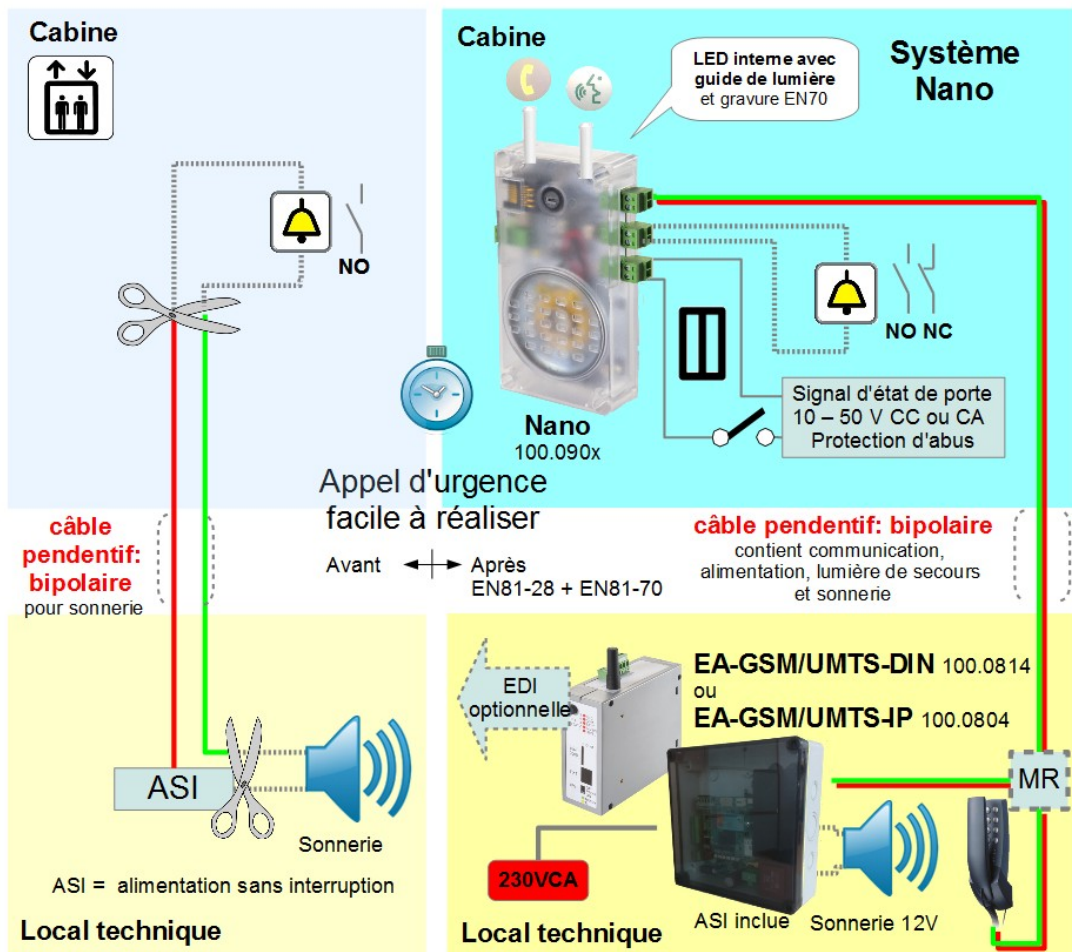 Cabine
NO
Cabine
Système
Nano
LED interne avec
guide de lumière
et gravure EN70
NO NC
Signal d'état de porte
10 – 50 V CC ou CA
Protection d'abus
Nano
100.090x
Appel d'urgence
facile à réaliser
Avant
Après
EN81-28 + EN81-70
câble
pendentif:
bipolaire
pour sonnerie
câble pendentif: bipolaire
contient communication,
alimentation, lumière de secours
et sonnerie
ASI
Sonnerie
ASI = alimentation sans interruption
Local technique
EDI
optionnelle
EA-GSM/UMTS-DIN 100.0814
ou
EA-GSM/UMTS-IP 100.0804
MR
230VCA
ASI inclue
Sonnerie 12V
Local technique